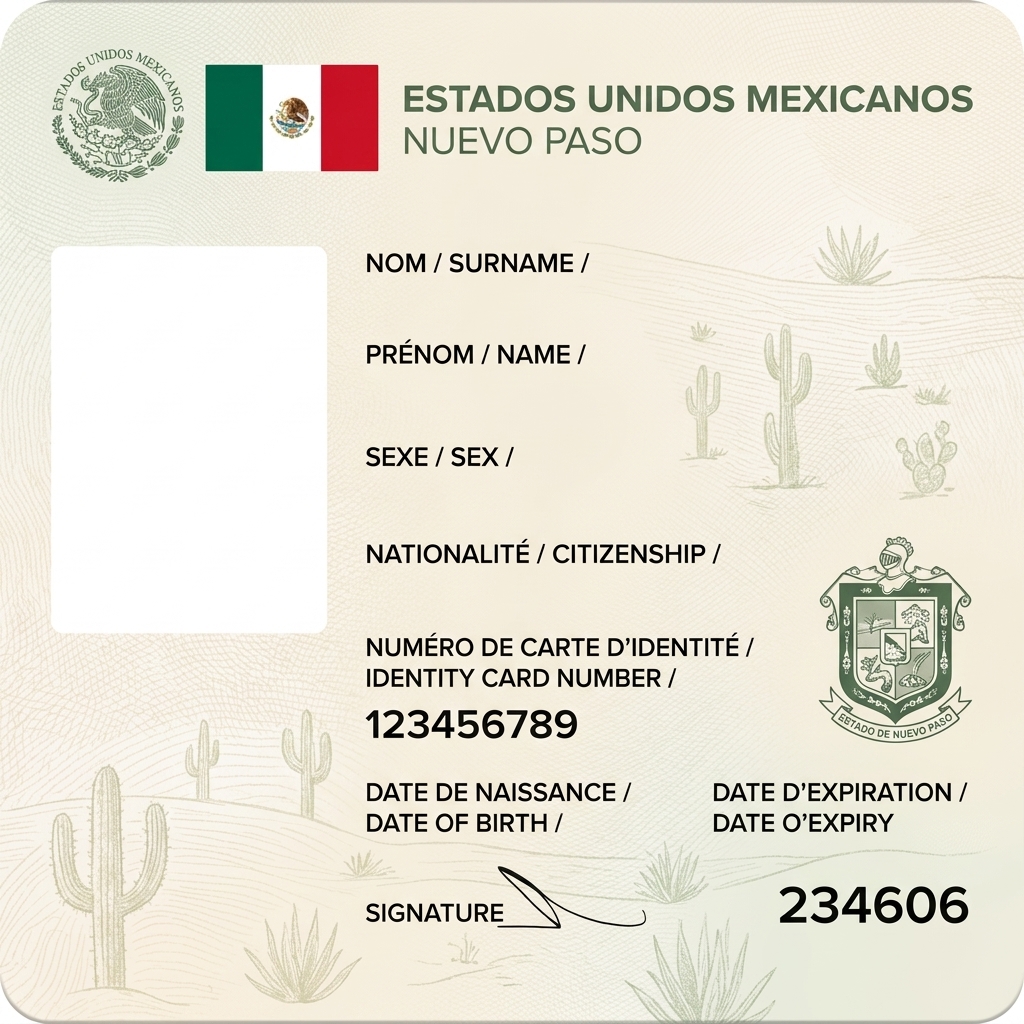 ESTADOS UNIDOS MEXICANOS
ESTADOS UNIDOS MEXICANOS
NUEVO PASO
NOM / SURNAME /
PRÉNOM / NAME /
SEXE / SEX /
NATIONALITÉ / CITIZENSHIP /
NUMÉRO DE CARTE D'IDENTITÉ /
IDENTITY CARD NUMBER /
123456789
ESTADO DE NUEVO PASO
DATE DE NAISSANCE /
DATE OF BIRTH /
DATE D'EXPIRATION /
DATE O'EXPIRY
SIGNATURE
234606